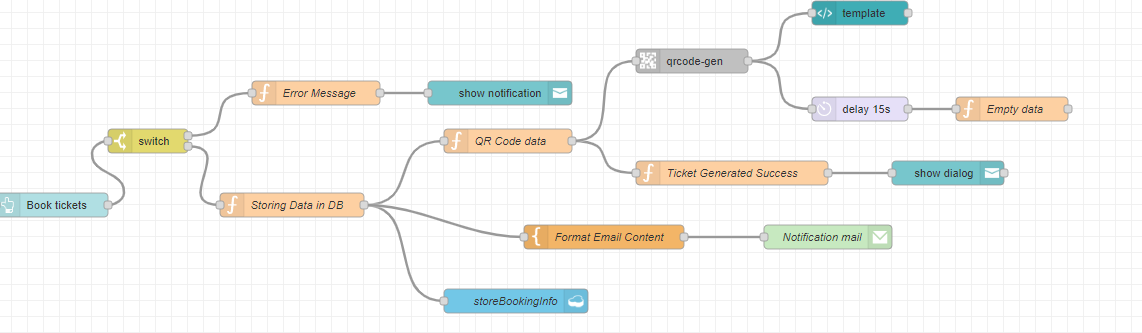 template
qrcode-gen
Error Message
show notification
delay 15s
Empty data
switch
QR Code data
Ticket Generated Success
show dialog
Book tickets
Storing Data in DB
Format Email Content
Notification mail
storeBookingInfo